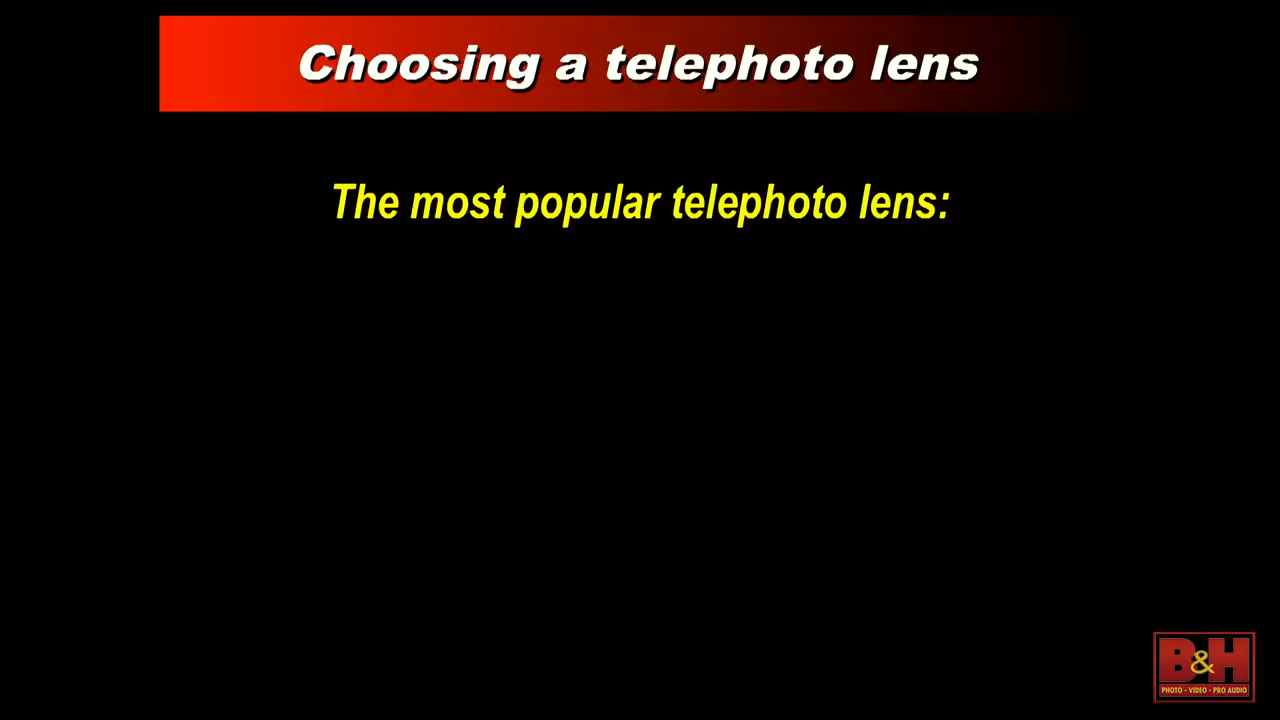 Choosing a telephoto lens
The most popular telephoto lens:
B&H
PHOTO - VIDEO - PRO AUDIO